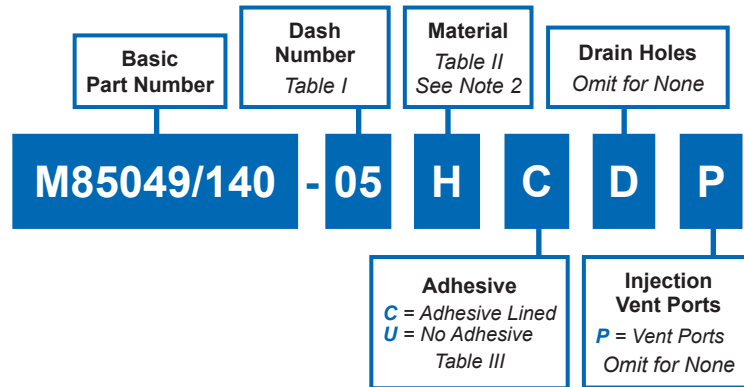 Basic
Part Number
Dash
Number
Table I
Material
Table II
See Note 2
Drain Holes
Omit for None
M85049/140 - 05 H C D P
Adhesive
C = Adhesive Lined
U = No Adhesive
Table III
Injection
Vent Ports
P = Vent Ports
Omit for None